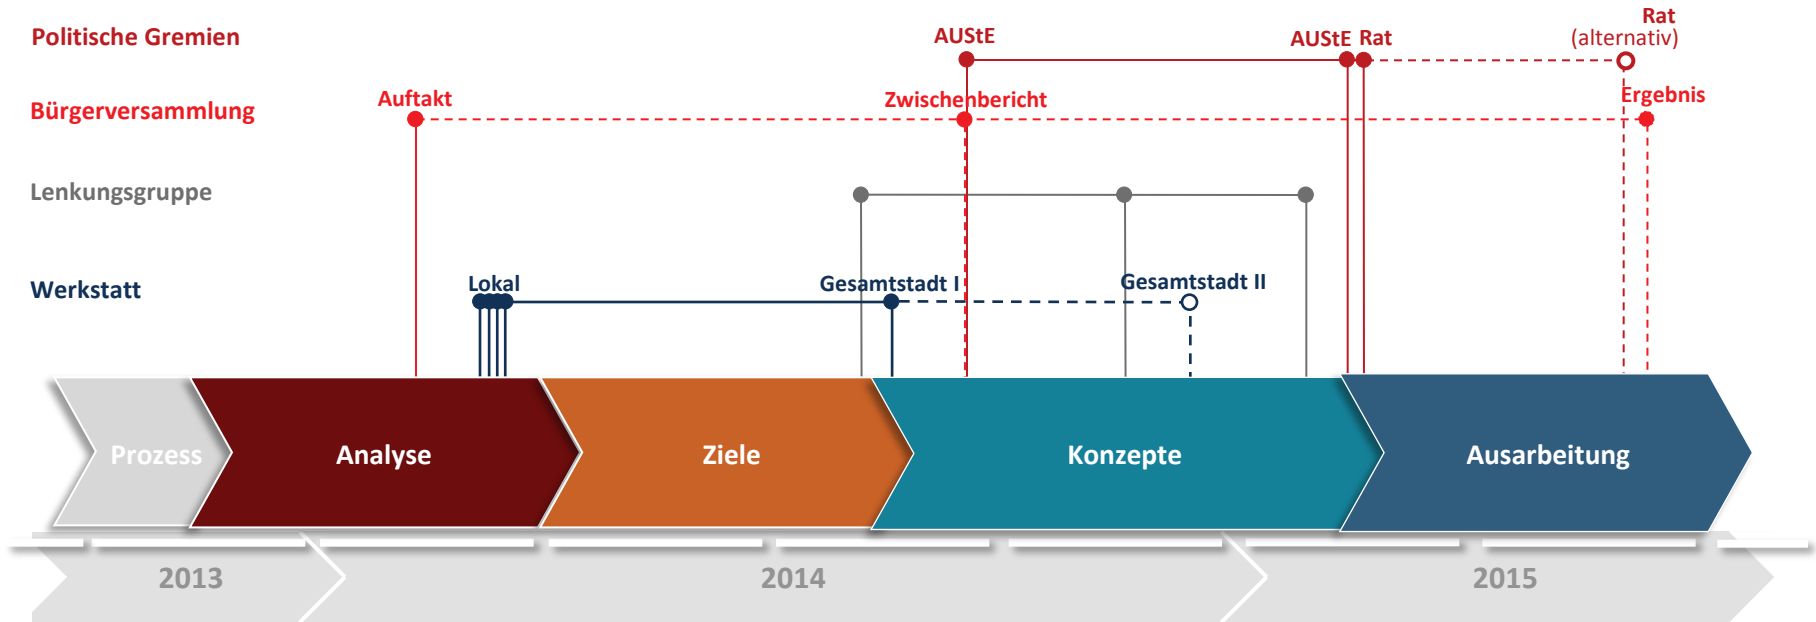 Politische Gremien
AUStE
AUStE Rat
Rat
(alternativ)
Bürgerversammlung
Auftakt
Zwischenbericht
Ergebnis
Lenkungsgruppe
Werkstatt
Lokal
Gesamtstadt I
Gesamtstadt II
Prozess
Analyse
Ziele
Konzepte
Ausarbeitung
2013
2014
2015